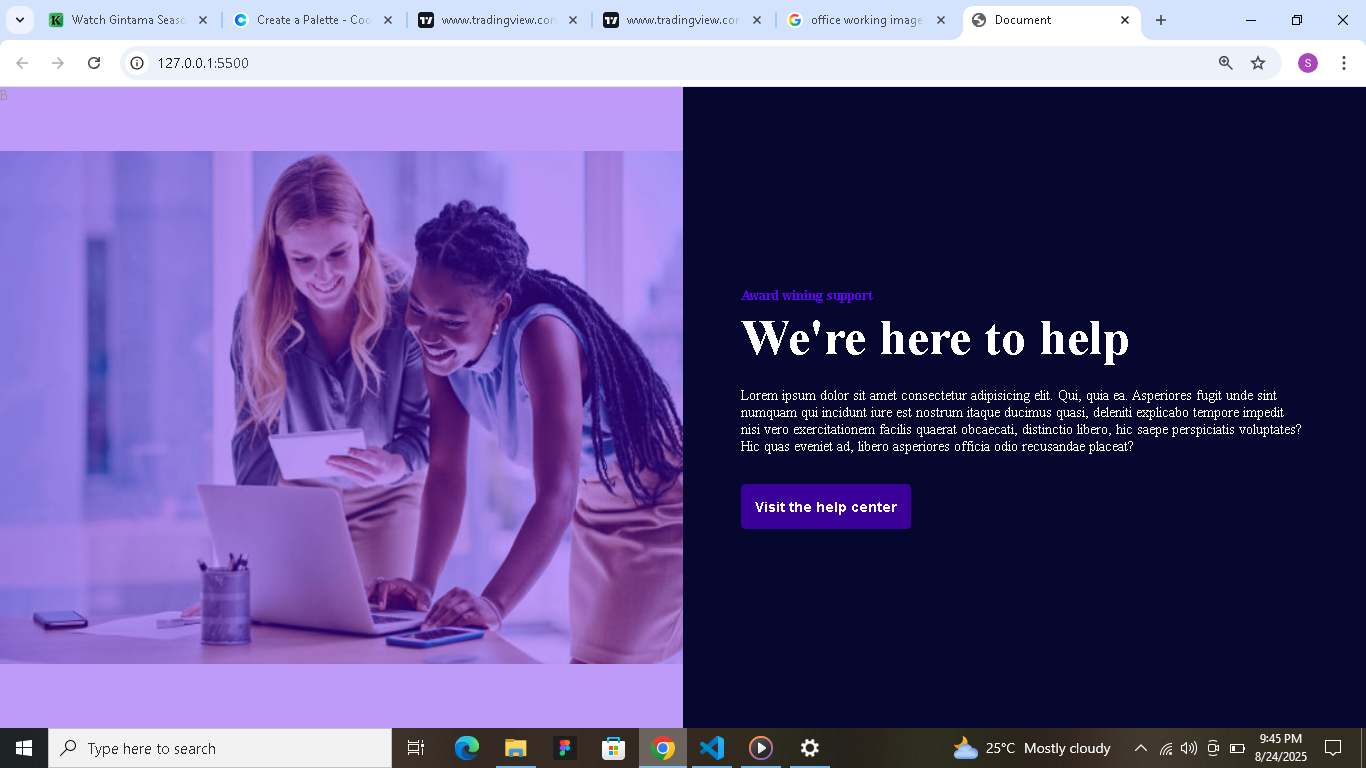 Watch Gintama Seaso
Create a Palette - Coo
www.tradingview.con
www.tradingview.con
office working image
Document
127.0.0.1:5500
S
B
Award wining support
We're here to help
Lorem ipsum dolor sit amet consectetur adipisicing elit. Qui, quia ea. Asperiores fugit unde sint
numquam qui incidunt iure est nostrum itaque ducimus quasi, deleniti explicabo tempore impedit
nisi vero exercitationem facilis quaerat obcaecati, distinctio libero, hic saepe perspiciatis voluptates?
Hic quas eveniet ad, libero asperiores officia odio recusandae placeat?
Visit the help center
Type here to search
25°C Mostly cloudy
9:45 PM
8/24/2025